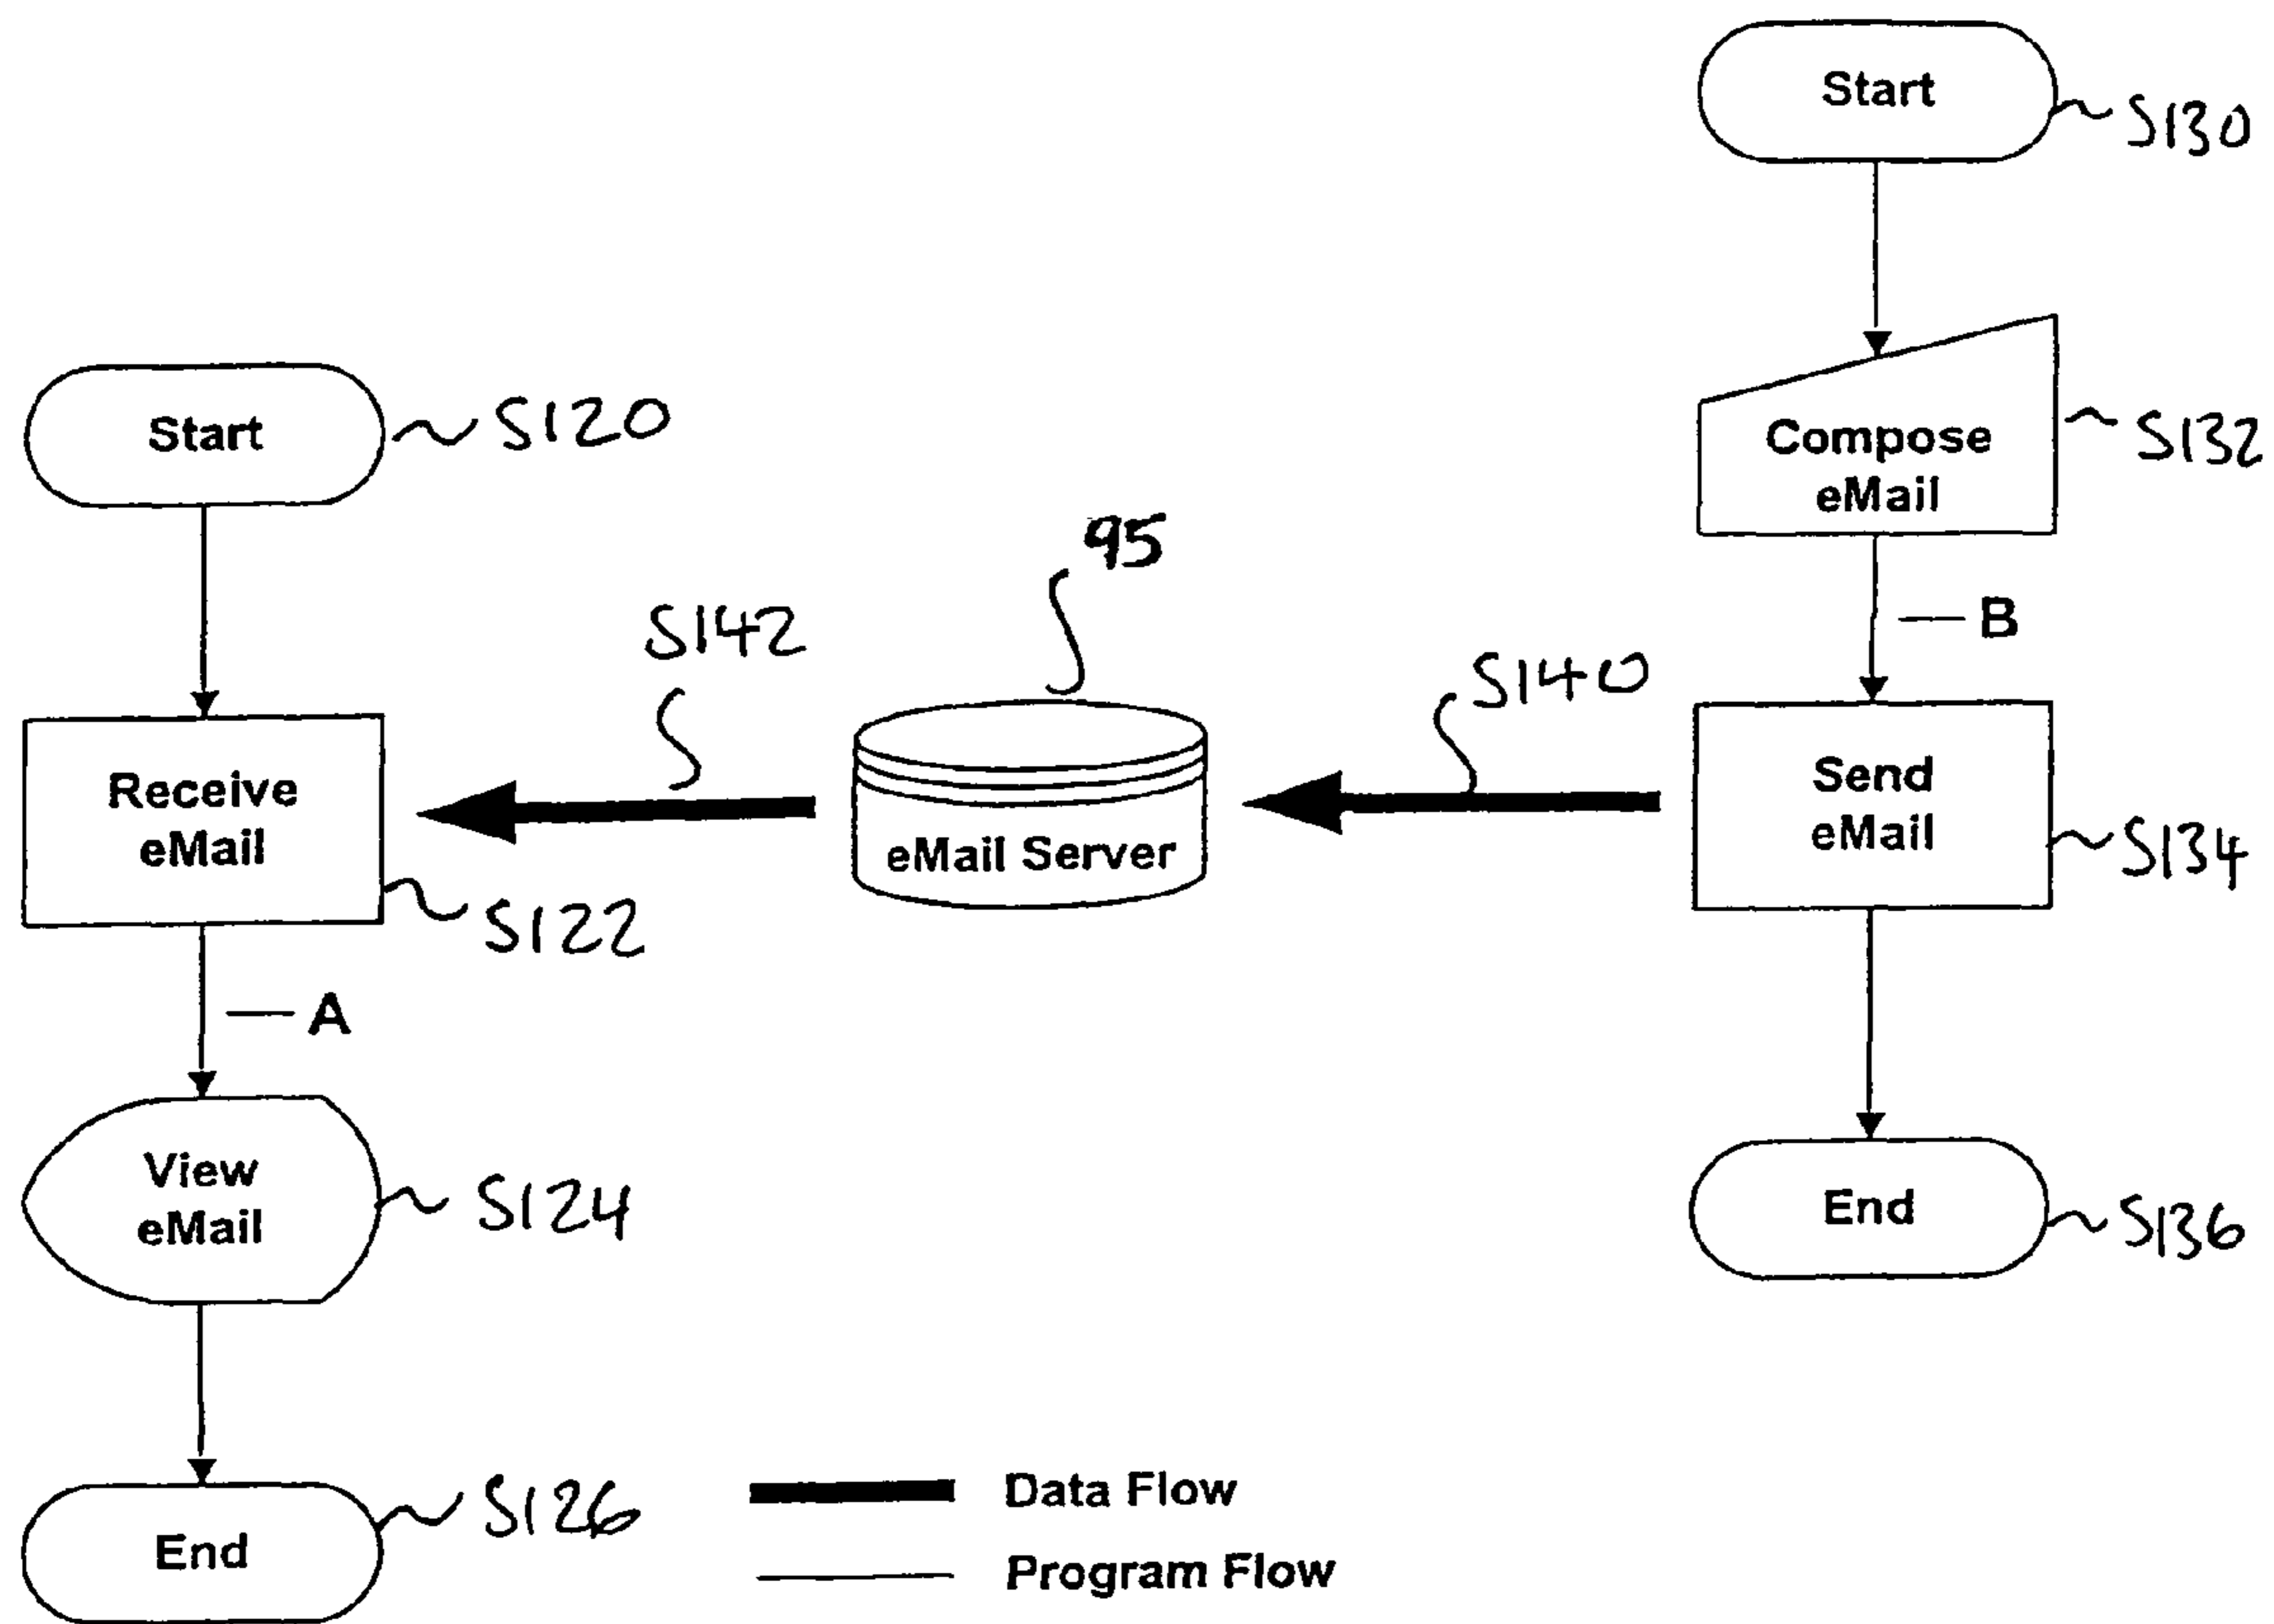 Start
S130
Compose
eMail
S132
B
Send
eMail
S134
End
S136
Start
S120
Receive
eMail
S122
A
View
eMail
S124
End
S126
S142
95
eMail Server
S140
Data Flow
Program Flow